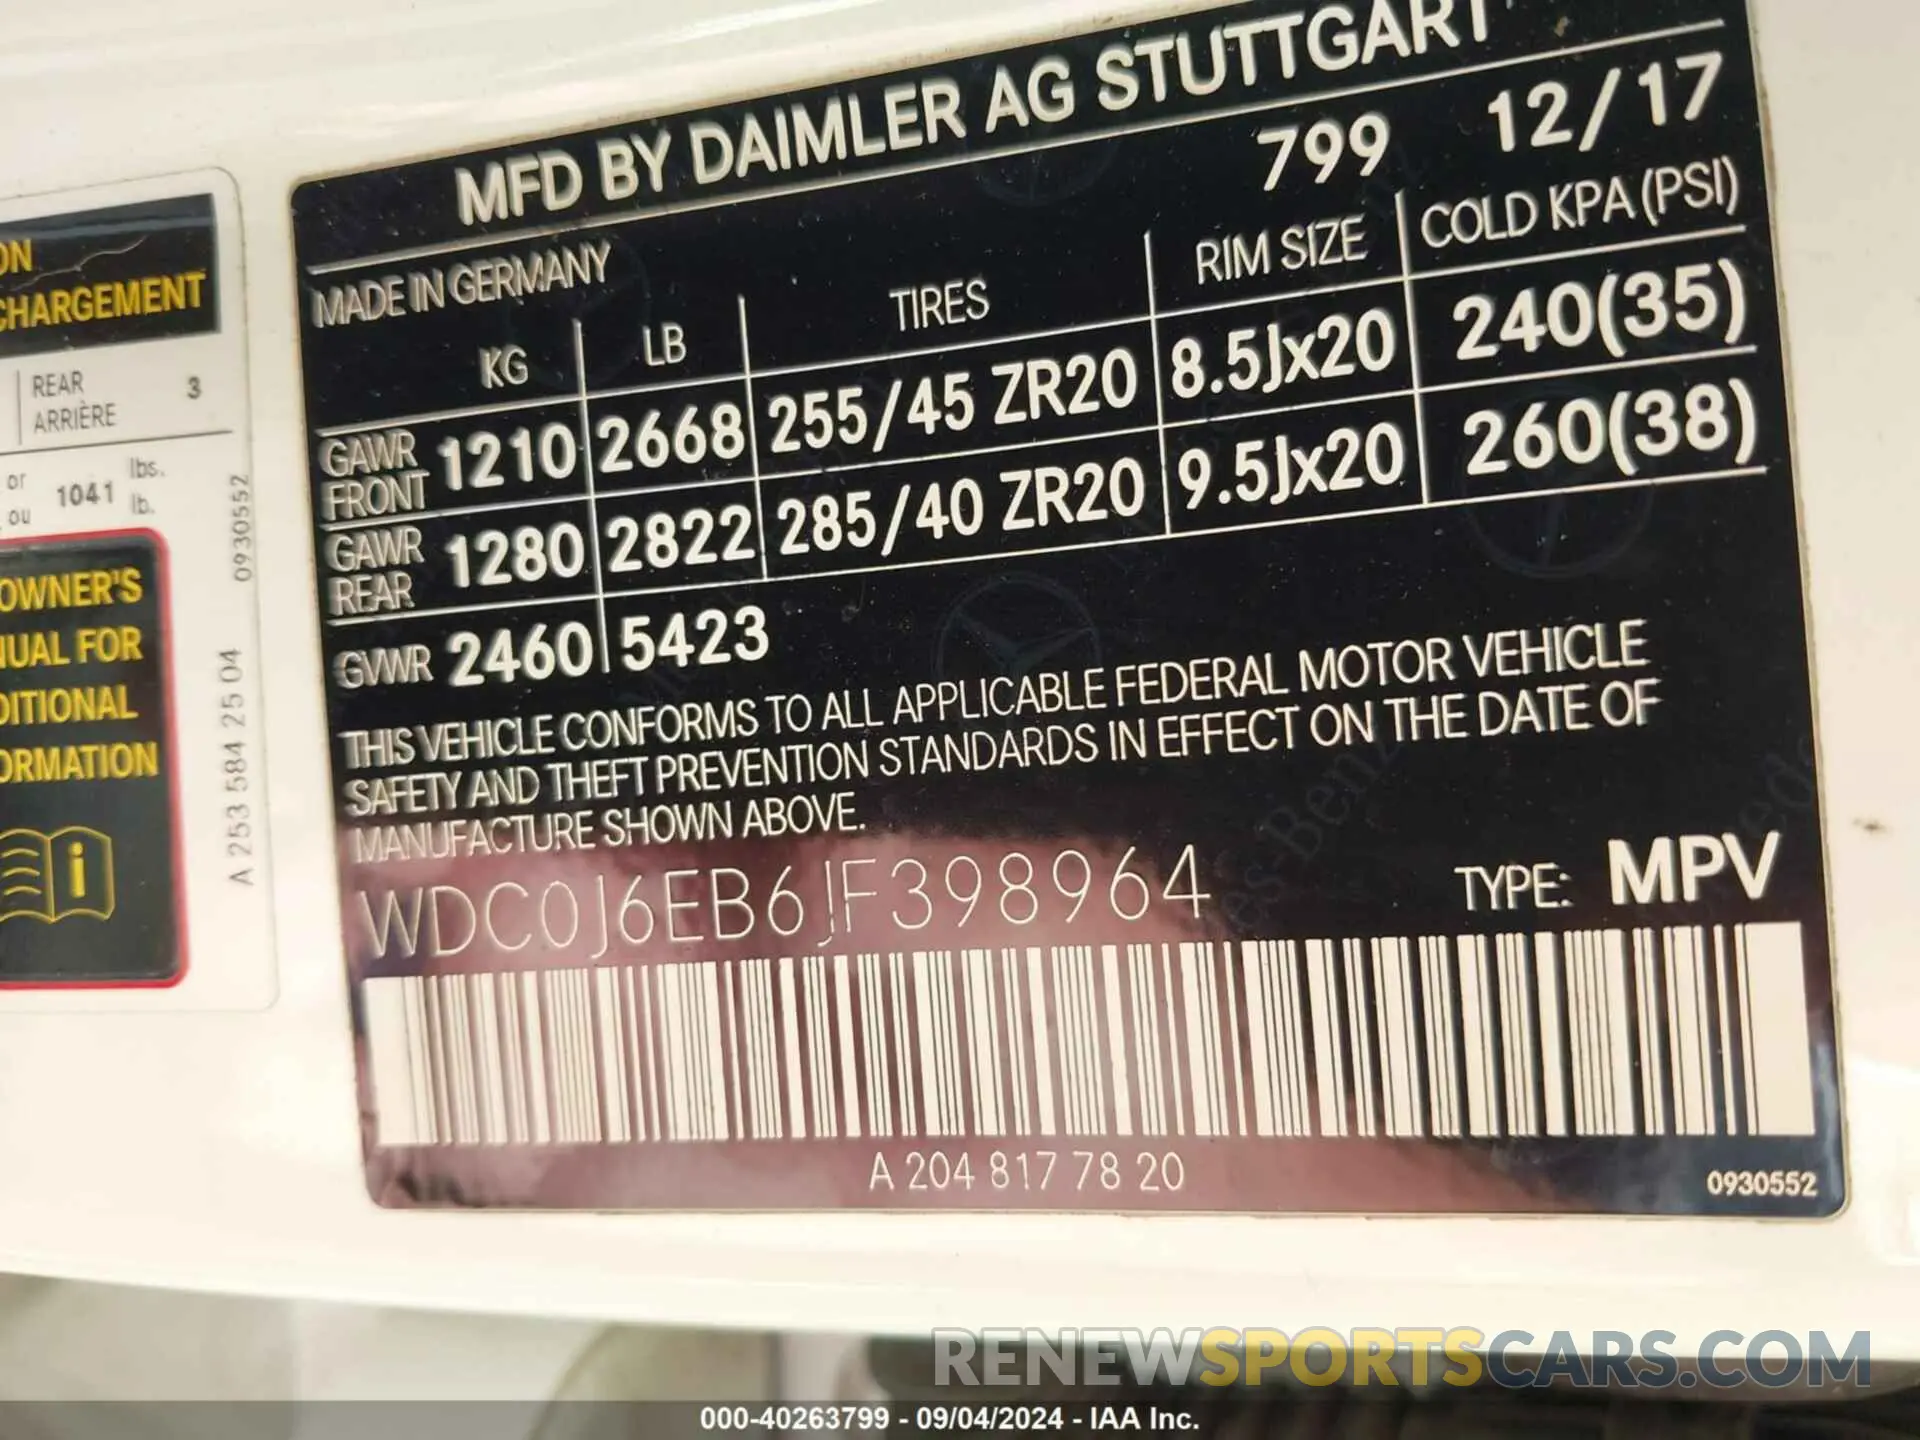 MFD BY DAIMLER AG STUTTGART
799 12/17
MADE IN GERMANY
KG LB TIRES RIM SIZE COLD KPA (PSI)
GAWR FRONT 1210 2668 255/45 ZR20 8.5Jx20 240(35)
GAWR REAR 1280 2822 285/40 ZR20 9.5Jx20 260(38)
GVWR 2460 5423
THIS VEHICLE CONFORMS TO ALL APPLICABLE FEDERAL MOTOR VEHICLE
SAFETY AND THEFT PREVENTION STANDARDS IN EFFECT ON THE DATE OF
MANUFACTURE SHOWN ABOVE.
WDC0J6EB6JF398964 TYPE: MPV
A 204 817 78 20
0930552
ON
CHARGEMENT
REAR 3
ARRIÈRE
or 1041 lbs.
ou lb.
0930552
A 253 584 25 04
OWNER'S
NUAL FOR
DITIONAL
ORMATION
i
RENEWSPORTSCARS.COM
000-40263799 - 09/04/2024 - IAA Inc.